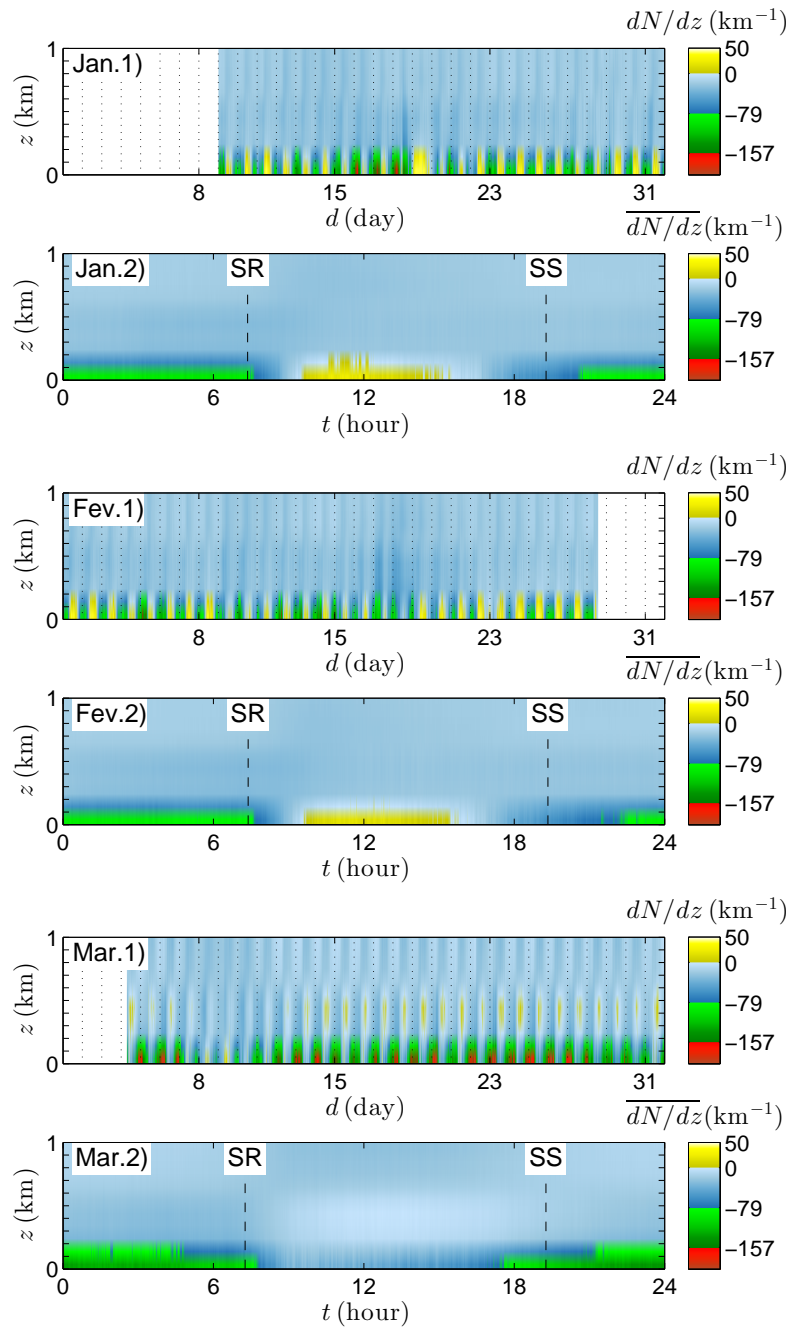 dN/dz (km⁻¹)
Jan.1)
z (km)
1
0
50
0
−79
−157
8 15 23 31
d (day)
dN/dz(km⁻¹)
Jan.2)
SR
SS
z (km)
1
0
50
0
−79
−157
0 6 12 18 24
t (hour)
dN/dz (km⁻¹)
Fev.1)
z (km)
1
0
50
0
−79
−157
8 15 23 31
d (day)
dN/dz(km⁻¹)
Fev.2)
SR
SS
z (km)
1
0
50
0
−79
−157
0 6 12 18 24
t (hour)
dN/dz (km⁻¹)
Mar.1)
z (km)
1
0
50
0
−79
−157
8 15 23 31
d (day)
dN/dz(km⁻¹)
Mar.2)
SR
SS
z (km)
1
0
50
0
−79
−157
0 6 12 18 24
t (hour)